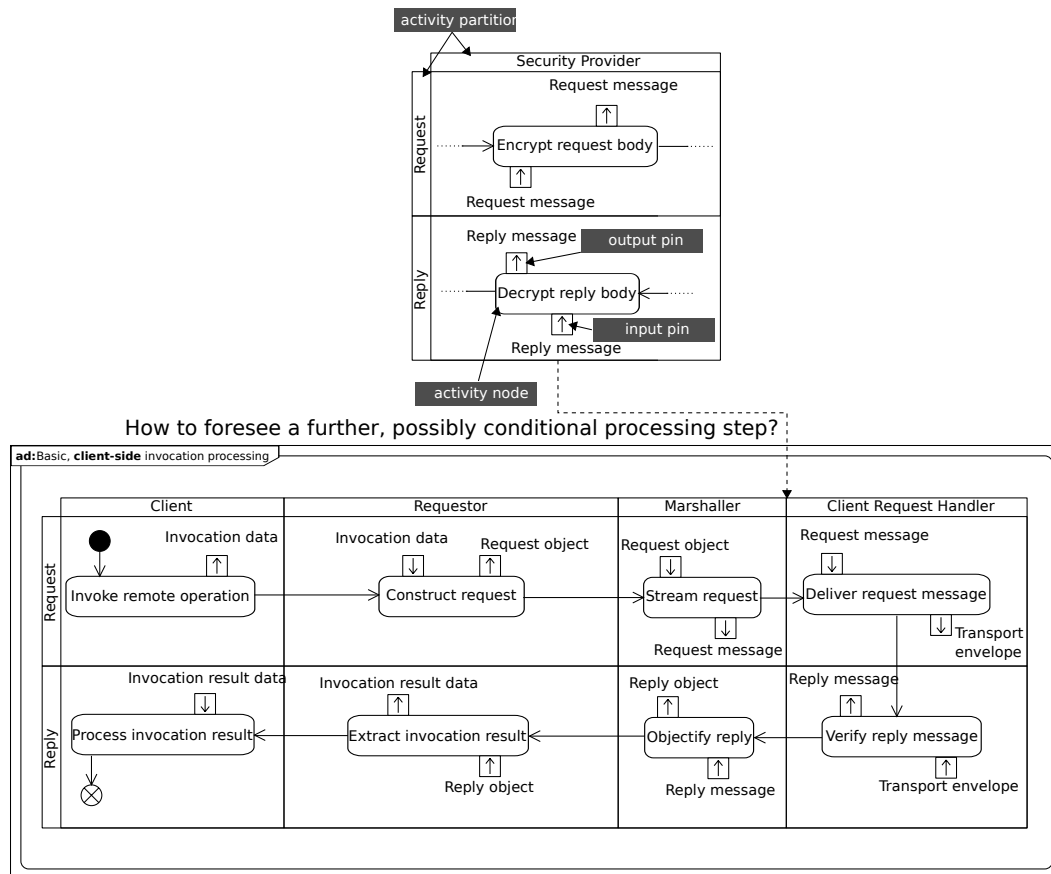 activity partition
Security Provider
Request
Request message
Encrypt request body
Request message
Reply
Reply message
output pin
Decrypt reply body
input pin
Reply message
activity node
How to foresee a further, possibly conditional processing step?
ad:Basic, client-side invocation processing
Client
Requestor
Marshaller
Client Request Handler
Request
Invocation data
Invoke remote operation
Invocation data
Request object
Construct request
Request object
Stream request
Request message
Request message
Deliver request message
Transport
envelope
Reply
Invocation result data
Process invocation result
Invocation result data
Extract invocation result
Reply object
Reply object
Objectify reply
Reply message
Reply message
Verify reply message
Transport envelope